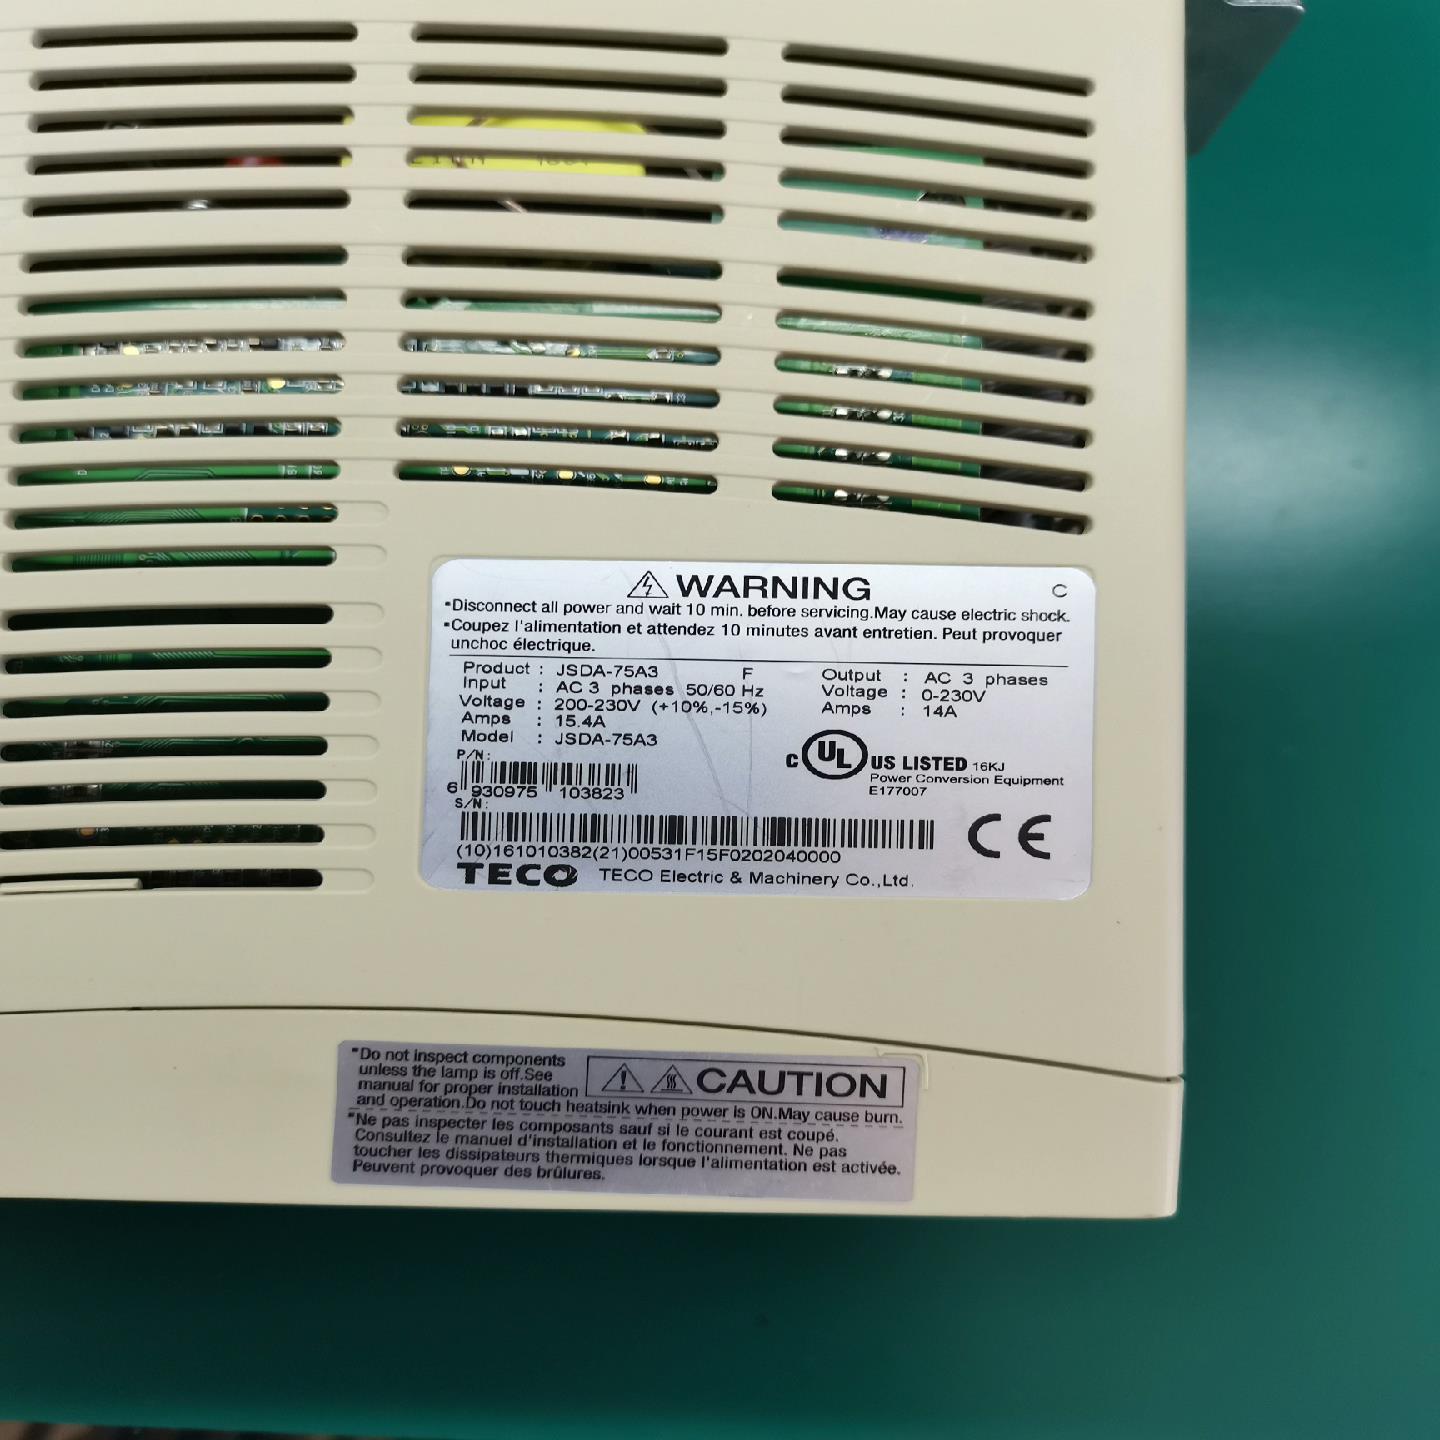 WARNING
C
•Disconnect all power and wait 10 min. before servicing.May cause electric shock.
•Coupez l'alimentation et attendez 10 minutes avant entretien. Peut provoquer
unchoc électrique.
Product : JSDA-75A3 F
Input : AC 3 phases 50/60 Hz
Voltage : 200-230V (+10%,-15%)
Amps : 15.4A
Model : JSDA-75A3
Output : AC 3 phases
Voltage : 0-230V
Amps : 14A
P/N:
6 930975 103823
S/N:
(10)161010382(21)00531F15F0202040000
c UL US LISTED 16KJ
Power Conversion Equipment
E177007
CE
TECO TECO Electric & Machinery Co.,Ltd.
CAUTION
•Do not inspect components
unless the lamp is off.See
manual for proper installation
and operation.Do not touch heatsink when power is ON.May cause burn.
•Ne pas inspecter les composants sauf si le courant est coupé.
Consultez le manuel d'installation et le fonctionnement. Ne pas
toucher les dissipateurs thermiques lorsque l'alimentation est activée.
Peuvent provoquer des brûlures.